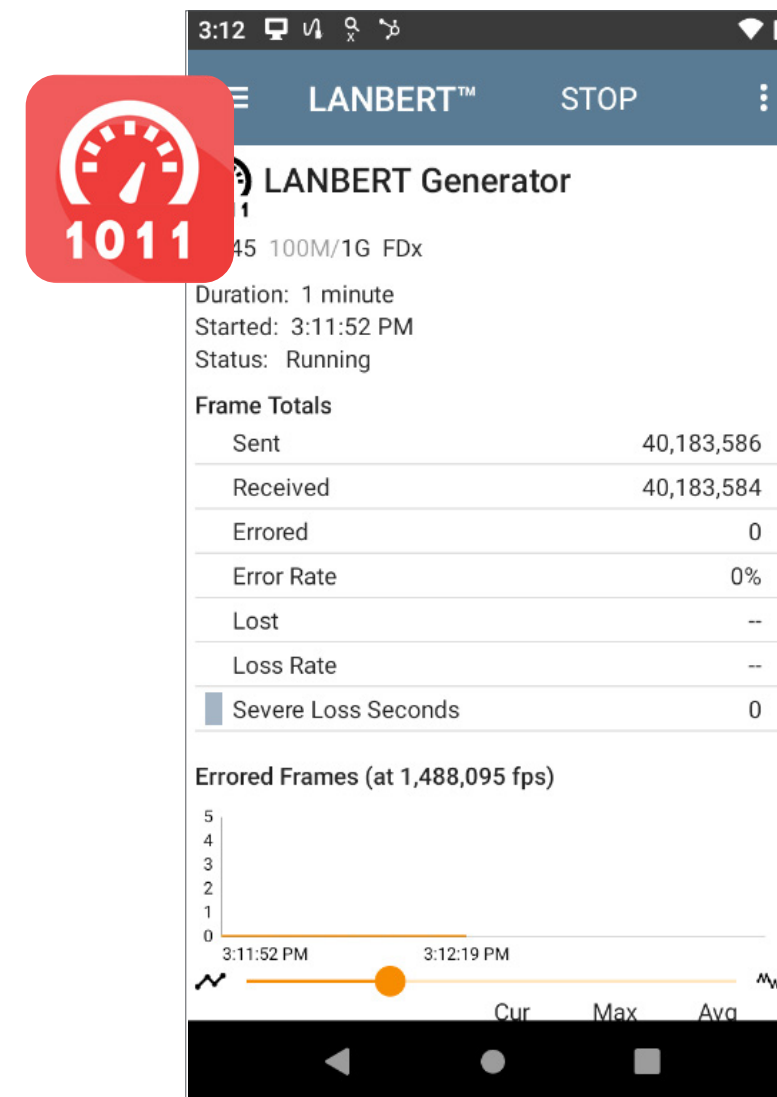 3:12
LANBERT™ STOP
LANBERT Generator
1011
45 100M/1G FDx
Duration: 1 minute
Started: 3:11:52 PM
Status: Running
Frame Totals
Sent 40,183,586
Received 40,183,584
Errored 0
Error Rate 0%
Lost --
Loss Rate --
Severe Loss Seconds 0
Errored Frames (at 1,488,095 fps)
5
4
3
2
1
0
3:11:52 PM 3:12:19 PM
Cur Max Avg